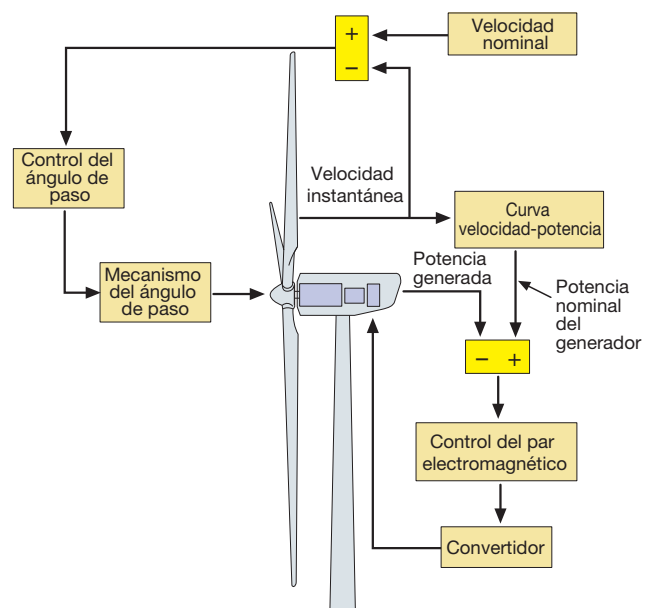 Velocidad
nominal
+
−
Control del
ángulo de
paso
Velocidad
instantánea
Curva
velocidad-potencia
Mecanismo
del ángulo
de paso
Potencia
generada
Potencia
nominal
del
generador
− +
Control del par
electromagnético
Convertidor